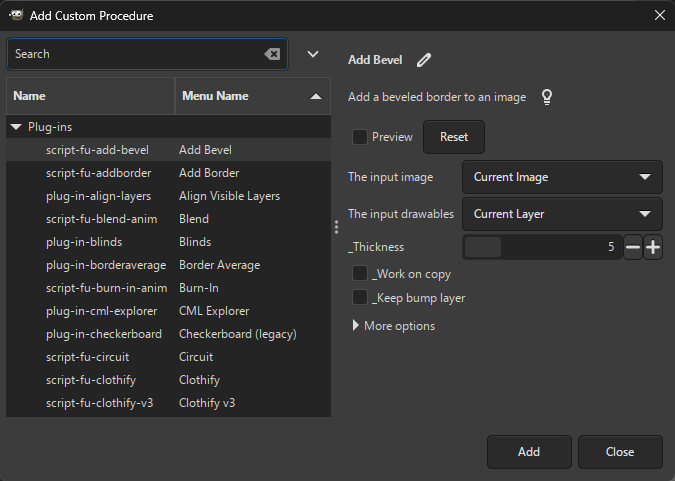 Add Custom Procedure
Search
Name Menu Name
Plug-ins
script-fu-add-bevel Add Bevel
script-fu-addborder Add Border
plug-in-align-layers Align Visible Layers
script-fu-blend-anim Blend
plug-in-blinds Blinds
plug-in-borderaverage Border Average
script-fu-burn-in-anim Burn-In
plug-in-cml-explorer CML Explorer
plug-in-checkerboard Checkerboard (legacy)
script-fu-circuit Circuit
script-fu-clothify Clothify
script-fu-clothify-v3 Clothify v3
Add Bevel
Add a beveled border to an image
Preview Reset
The input image Current Image
The input drawables Current Layer
_Thickness 5
_Work on copy
_Keep bump layer
More options
Add Close